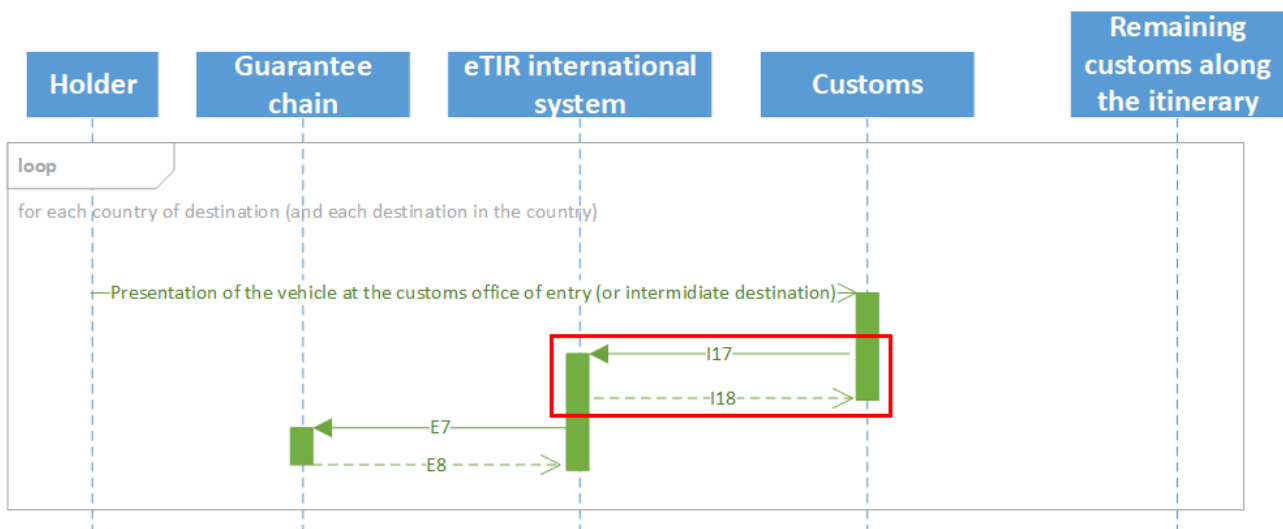 Holder
Guarantee
chain
eTIR international
system
Customs
Remaining
customs along
the itinerary
loop
for each country of destination (and each destination in the country)
Presentation of the vehicle at the customs office of entry (or intermidiate destination)
I17
I18
E7
E8